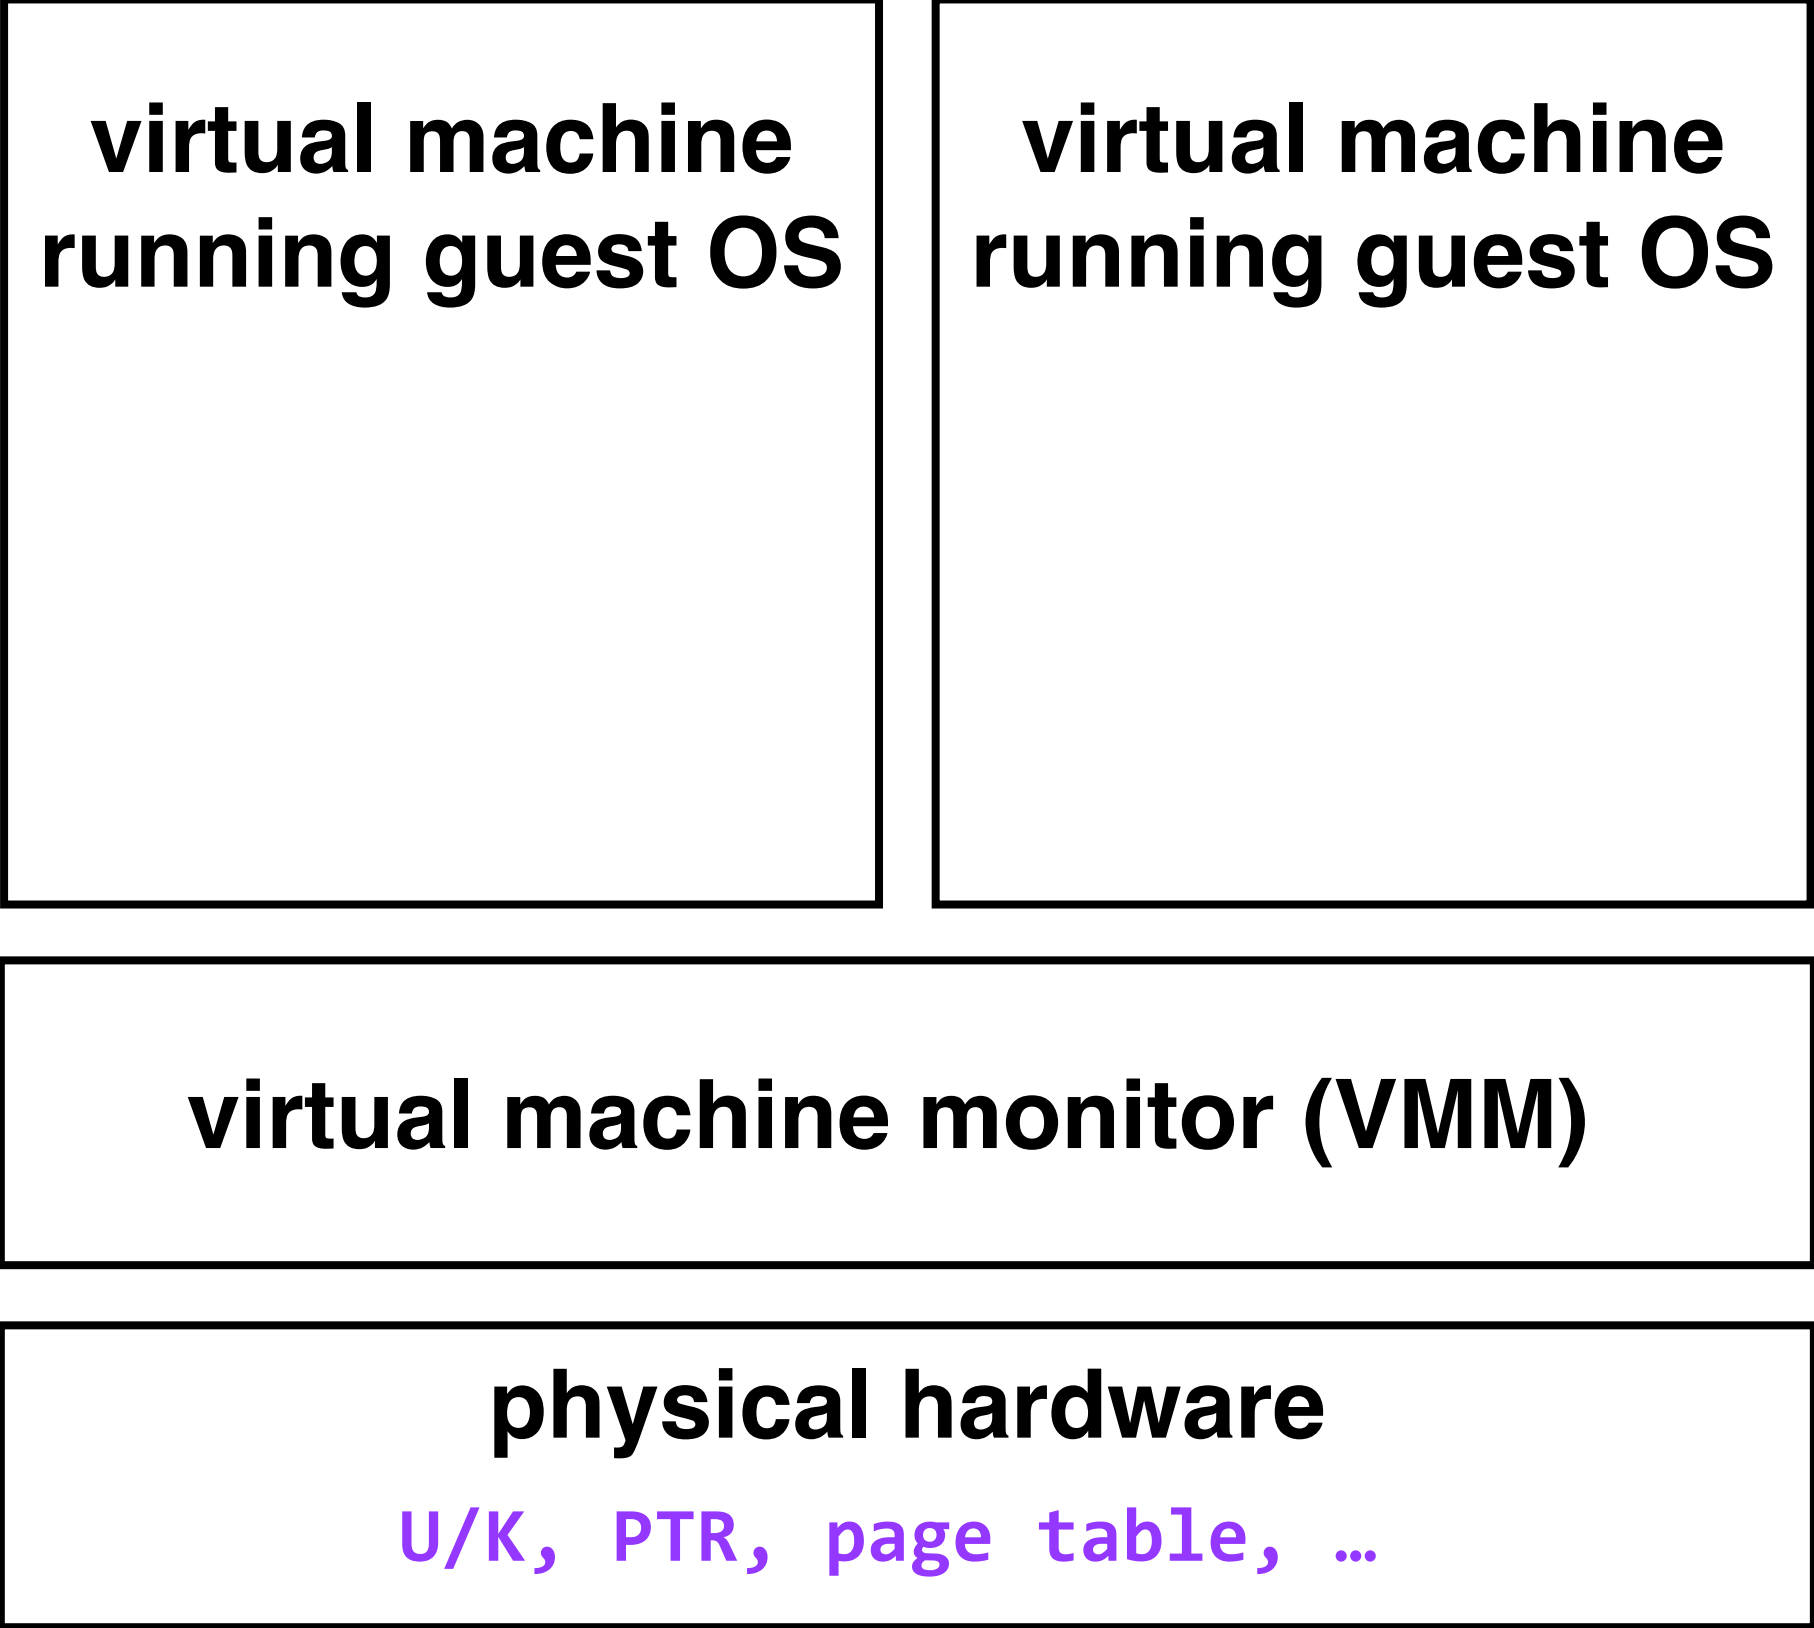 virtual machine
running guest OS
virtual machine
running guest OS
virtual machine monitor (VMM)
physical hardware
U/K, PTR, page table, …